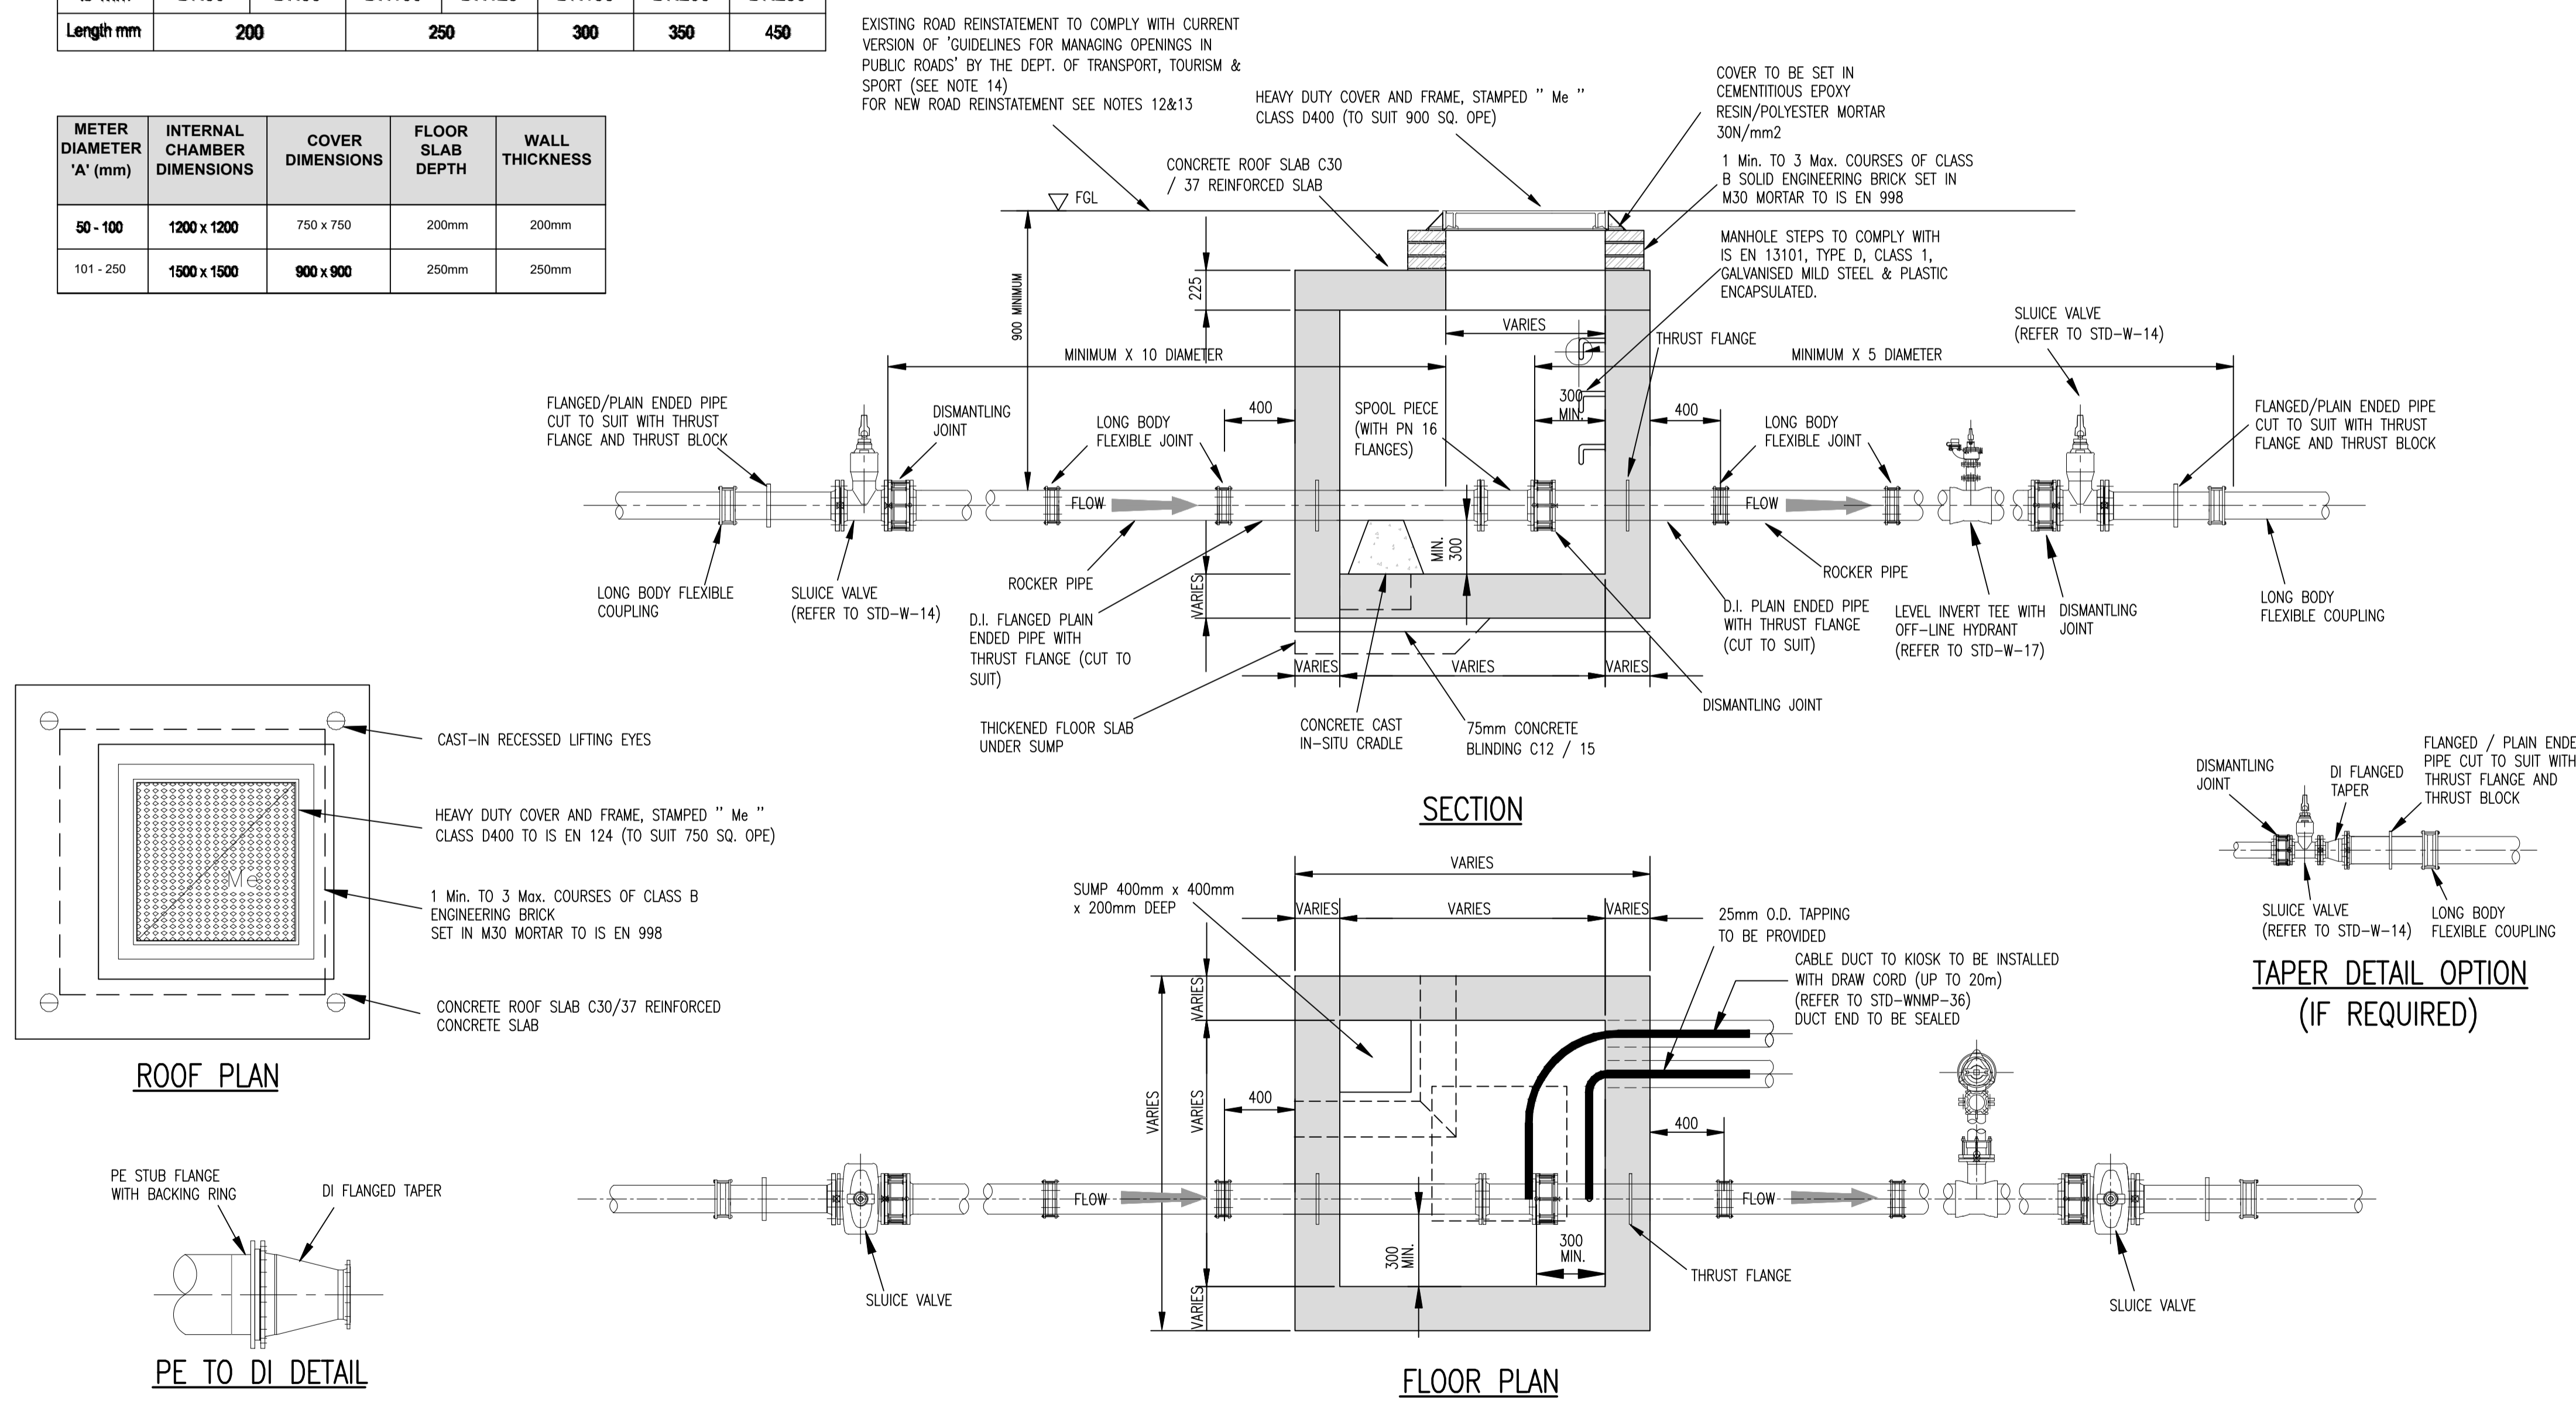 Length mm 200 250 300 350 450
METER DIAMETER 'A' (mm)
INTERNAL CHAMBER DIMENSIONS
COVER DIMENSIONS
FLOOR SLAB DEPTH
WALL THICKNESS
50 - 100 1200 x 1200 750 x 750 200mm 200mm
101 - 250 1500 x 1500 900 x 900 250mm 250mm
EXISTING ROAD REINSTATEMENT TO COMPLY WITH CURRENT
VERSION OF 'GUIDELINES FOR MANAGING OPENINGS IN
PUBLIC ROADS' BY THE DEPT. OF TRANSPORT, TOURISM &
SPORT (SEE NOTE 14)
FOR NEW ROAD REINSTATEMENT SEE NOTES 12&13
HEAVY DUTY COVER AND FRAME, STAMPED " Me "
CLASS D400 (TO SUIT 900 SQ. OPE)
COVER TO BE SET IN
CEMENTITIOUS EPOXY
RESIN/POLYESTER MORTAR
30N/mm2
CONCRETE ROOF SLAB C30
/ 37 REINFORCED SLAB
1 Min. TO 3 Max. COURSES OF CLASS
B SOLID ENGINEERING BRICK SET IN
M30 MORTAR TO IS EN 998
FGL
MANHOLE STEPS TO COMPLY WITH
IS EN 13101, TYPE D, CLASS 1,
GALVANISED MILD STEEL & PLASTIC
ENCAPSULATED.
900 MINIMUM
225
VARIES
THRUST FLANGE
SLUICE VALVE
(REFER TO STD-W-14)
MINIMUM X 10 DIAMETER
MINIMUM X 5 DIAMETER
FLANGED/PLAIN ENDED PIPE
CUT TO SUIT WITH THRUST
FLANGE AND THRUST BLOCK
DISMANTLING
JOINT
LONG BODY
FLEXIBLE JOINT
400
SPOOL PIECE
(WITH PN 16
FLANGES)
300
MIN.
400
LONG BODY
FLEXIBLE JOINT
FLANGED/PLAIN ENDED PIPE
CUT TO SUIT WITH THRUST
FLANGE AND THRUST BLOCK
FLOW
FLOW
MIN.
300
VARIES
LONG BODY FLEXIBLE
COUPLING
SLUICE VALVE
(REFER TO STD-W-14)
ROCKER PIPE
D.I. FLANGED PLAIN
ENDED PIPE WITH
THRUST FLANGE (CUT TO
SUIT)
ROCKER PIPE
D.I. PLAIN ENDED PIPE
WITH THRUST FLANGE
(CUT TO SUIT)
LEVEL INVERT TEE WITH
OFF-LINE HYDRANT
(REFER TO STD-W-17)
DISMANTLING
JOINT
LONG BODY
FLEXIBLE COUPLING
VARIES
VARIES
VARIES
THICKENED FLOOR SLAB
UNDER SUMP
CONCRETE CAST
IN-SITU CRADLE
75mm CONCRETE
BLINDING C12 / 15
DISMANTLING JOINT
SECTION
CAST-IN RECESSED LIFTING EYES
HEAVY DUTY COVER AND FRAME, STAMPED " Me "
CLASS D400 TO IS EN 124 (TO SUIT 750 SQ. OPE)
Me
1 Min. TO 3 Max. COURSES OF CLASS B
ENGINEERING BRICK
SET IN M30 MORTAR TO IS EN 998
CONCRETE ROOF SLAB C30/37 REINFORCED
CONCRETE SLAB
ROOF PLAN
DISMANTLING
JOINT
DI FLANGED
TAPER
FLANGED / PLAIN ENDE
PIPE CUT TO SUIT WITH
THRUST FLANGE AND
THRUST BLOCK
SLUICE VALVE
(REFER TO STD-W-14)
LONG BODY
FLEXIBLE COUPLING
TAPER DETAIL OPTION
(IF REQUIRED)
VARIES
VARIES
VARIES
VARIES
SUMP 400mm x 400mm
x 200mm DEEP
25mm O.D. TAPPING
TO BE PROVIDED
CABLE DUCT TO KIOSK TO BE INSTALLED
WITH DRAW CORD (UP TO 20m)
(REFER TO STD-WNMP-36)
DUCT END TO BE SEALED
VARIES
VARIES
VARIES
VARIES
400
400
FLOW
FLOW
300
MIN.
300
MIN.
THRUST FLANGE
SLUICE VALVE
SLUICE VALVE
FLOOR PLAN
PE STUB FLANGE
WITH BACKING RING
DI FLANGED TAPER
PE TO DI DETAIL